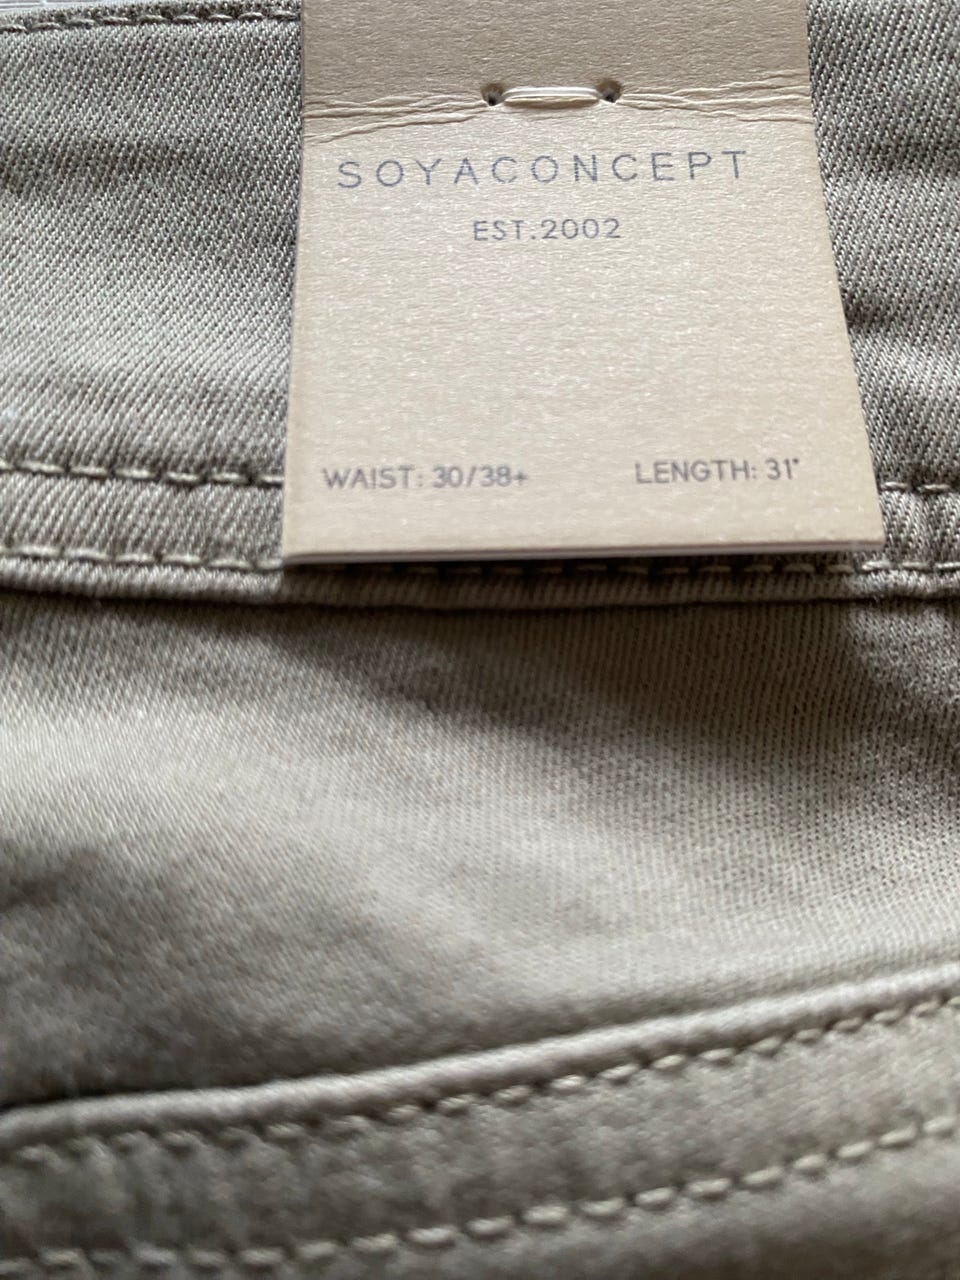 SOYACONCEPT
EST.2002
WAIST: 30/38+ LENGTH: 31"